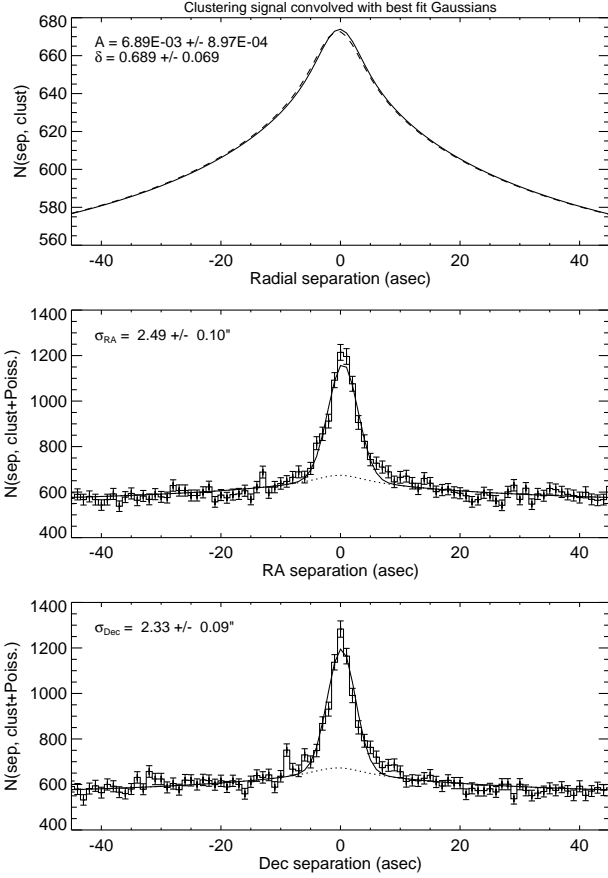 Clustering signal convolved with best fit Gaussians
A = 6.89E-03 +/- 8.97E-04
δ = 0.689 +/- 0.069
N(sep, clust)
680
660
640
620
600
580
560
-40 -20 0 20 40
Radial separation (asec)
σRA = 2.49 +/- 0.10"
N(sep, clust+Poiss.)
1400
1200
1000
800
600
400
-40 -20 0 20 40
RA separation (asec)
σDec = 2.33 +/- 0.09"
N(sep, clust+Poiss.)
1400
1200
1000
800
600
400
-40 -20 0 20 40
Dec separation (asec)